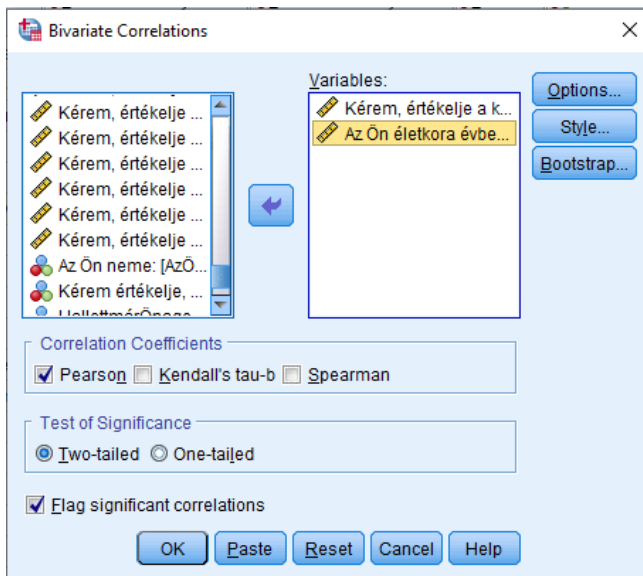 Bivariate Correlations
Variables:
Kérem, értékelje ...
Kérem, értékelje ...
Kérem, értékelje ...
Kérem, értékelje ...
Kérem, értékelje ...
Kérem, értékelje ...
Az Ön neme: [AzÖ...
Kérem értékelje, ...
Kérem, értékelje a k...
Az Ön életkora évbe...
Options...
Style...
Bootstrap...
Correlation Coefficients
Pearson Kendall's tau-b Spearman
Test of Significance
Two-tailed One-tailed
Flag significant correlations
OK Paste Reset Cancel Help